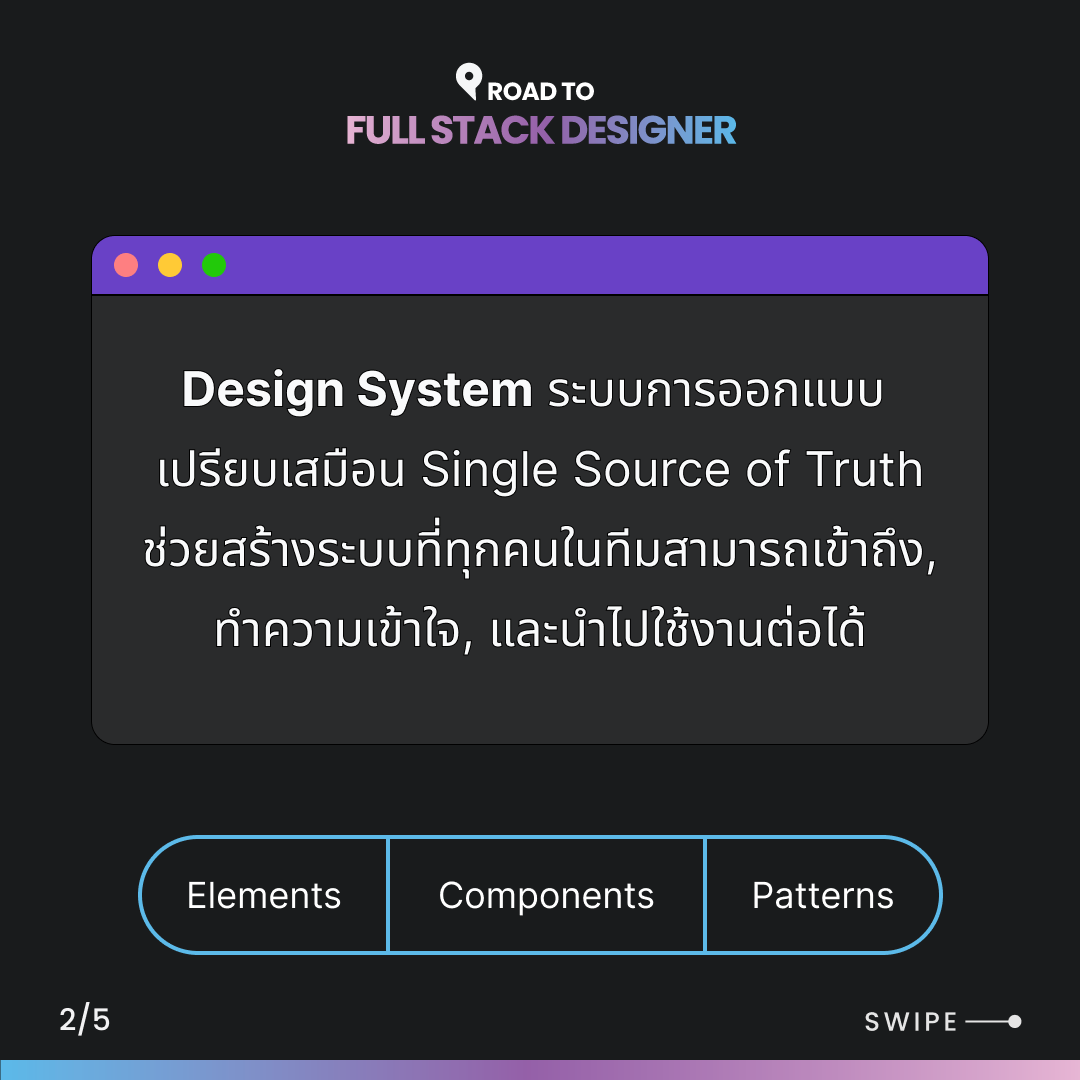 ROAD TO
FULL STACK DESIGNER
Design System ระบบการออกแบบ
เปรียบเสมือน Single Source of Truth
ช่วยสร้างระบบที่ทุกคนในทีมสามารถเข้าถึง,
ทำความเข้าใจ, และนำไปใช้งานต่อได้
Elements
Components
Patterns
2/5
SWIPE